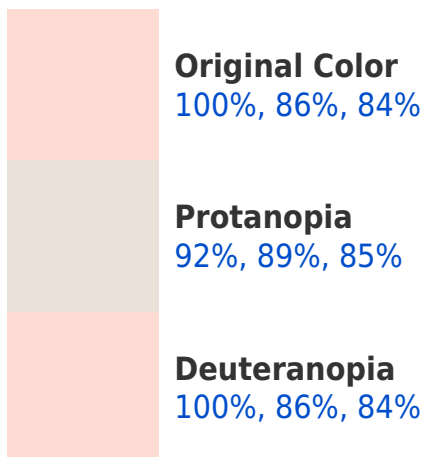 Original Color
100%, 86%, 84%
Protanopia
92%, 89%, 85%
Deuteranopia
100%, 86%, 84%